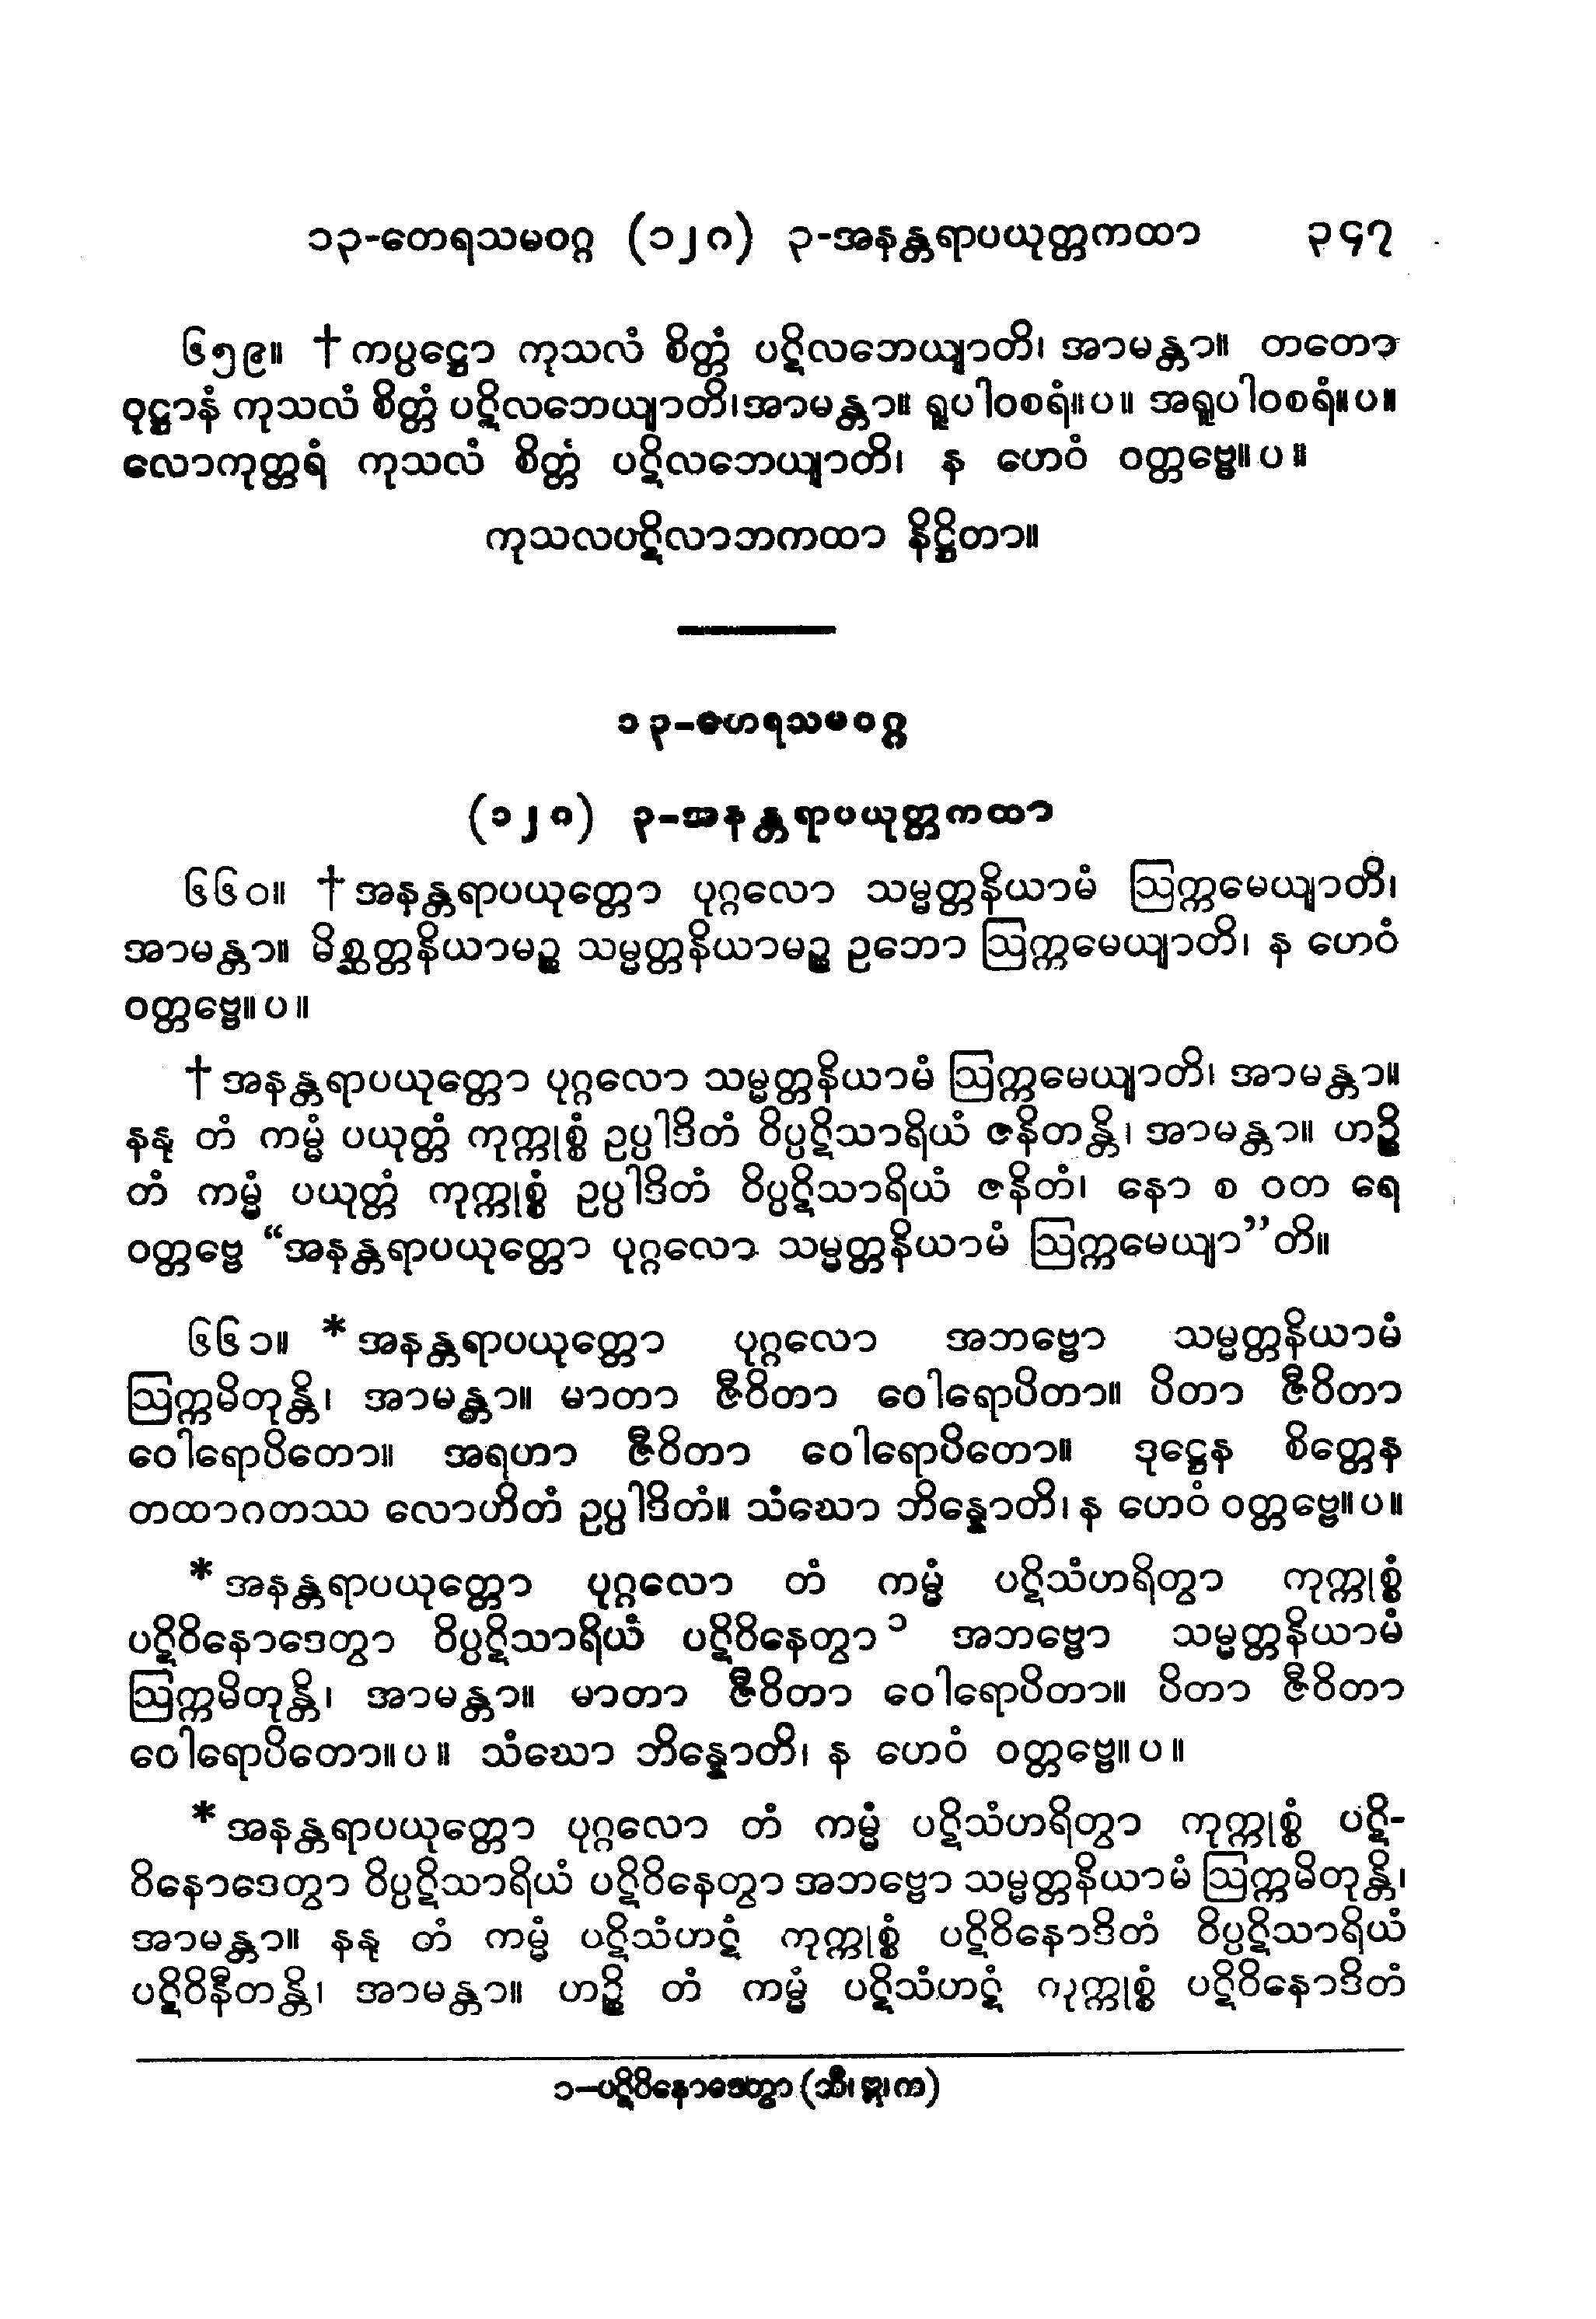 ၁၃-တေရသမဝဂ္ဂ (၁၂၈) ၃-အနန္တရာပယုတ္တကထာ ၃၄၇
၆၅၉။ †ကပ္ပဋ္ဌော ကုသလံ စိတ္တံ ပဋိလဘေယျာတိ၊ အာမန္တာ။ တတော
ဝုဋ္ဌာနံ ကုသလံ စိတ္တံ ပဋိလဘေယျာတိ၊အာမန္တာ။ ရူပါဝစရံ။ပ။ အရူပါဝစရံ။ပ။
လောကုတ္တရံ ကုသလံ စိတ္တံ ပဋိလဘေယျာတိ၊ န ဟေဝံ ဝတ္တဗ္ဗေ။ပ။
ကုသလပဋိလာဘကထာ နိဋ္ဌိတာ။
၁၃-တေရသမဝဂ္ဂ
(၁၂၈) ၃-အနန္တရာပယုတ္တကထာ
၆၆၀။ †အနန္တရာပယုတ္တော ပုဂ္ဂလော သမ္မတ္တနိယာမံ ဩက္ကမေယျာတိ၊
အာမန္တာ။ မိစ္ဆတ္တနိယာမဉ္စ သမ္မတ္တနိယာမဉ္စ ဥဘော ဩက္ကမေယျာတိ၊ န ဟေဝံ
ဝတ္တဗ္ဗေ။ပ။
†အနန္တရာပယုတ္တော ပုဂ္ဂလော သမ္မတ္တနိယာမံ ဩက္ကမေယျာတိ၊ အာမန္တာ။
နနု တံ ကမ္မံ ပယုတ္တံ ကုက္ကုစ္စံ ဥပ္ပါဒိတံ ဝိပ္ပဋိသာရိယံ ဇနိတန္တိ၊ အာမန္တာ။ ဟဉ္စိ
တံ ကမ္မံ ပယုတ္တံ ကုက္ကုစ္စံ ဥပ္ပါဒိတံ ဝိပ္ပဋိသာရိယံ ဇနိတံ၊ နော စ ဝတ ရေ
ဝတ္တဗ္ဗေ “အနန္တရာပယုတ္တော ပုဂ္ဂလော သမ္မတ္တနိယာမံ ဩက္ကမေယျာ”တိ။
၆၆၁။ *အနန္တရာပယုတ္တော ပုဂ္ဂလော အဘဗ္ဗော သမ္မတ္တနိယာမံ
ဩက္ကမိတုန္တိ၊ အာမန္တာ။ မာတာ ဇီဝိတာ ဝေါရောပိတာ။ ပိတာ ဇီဝိတာ
ဝေါရောပိတော။ အရဟာ ဇီဝိတာ ဝေါရောပိတော။ ဒုဋ္ဌေန စိတ္တေန
တထာဂတဿ လောဟိတံ ဥပ္ပါဒိတံ။ သံဃော ဘိန္နောတိ၊ န ဟေဝံ ဝတ္တဗ္ဗေ။ပ။
*အနန္တရာပယုတ္တော ပုဂ္ဂလော တံ ကမ္မံ ပဋိသံဟရိတွာ ကုက္ကုစ္စံ
ပဋိဝိနောဒေတွာ ဝိပ္ပဋိသာရိယံ ပဋိဝိနေတွာ၁ အဘဗ္ဗော သမ္မတ္တနိယာမံ
ဩက္ကမိတုန္တိ၊ အာမန္တာ။ မာတာ ဇီဝိတာ ဝေါရောပိတာ။ ပိတာ ဇီဝိတာ
ဝေါရောပိတော။ပ။ သံဃော ဘိန္နောတိ၊ န ဟေဝံ ဝတ္တဗ္ဗေ။ပ။
*အနန္တရာပယုတ္တော ပုဂ္ဂလော တံ ကမ္မံ ပဋိသံဟရိတွာ ကုက္ကုစ္စံ ပဋိ-
ဝိနောဒေတွာ ဝိပ္ပဋိသာရိယံ ပဋိဝိနေတွာ အဘဗ္ဗော သမ္မတ္တနိယာမံ ဩက္ကမိတုန္တိ၊
အာမန္တာ။ နနု တံ ကမ္မံ ပဋိသံဟဋံ ကုက္ကုစ္စံ ပဋိဝိနောဒိတံ ဝိပ္ပဋိသာရိယံ
ပဋိဝိနီတန္တိ၊ အာမန္တာ။ ဟဉ္စိ တံ ကမ္မံ ပဋိသံဟဋံ ကုက္ကုစ္စံ ပဋိဝိနောဒိတံ
၁−ပဋိဝိနောဒေတွာ (သီ၊ ဣ၊ က)